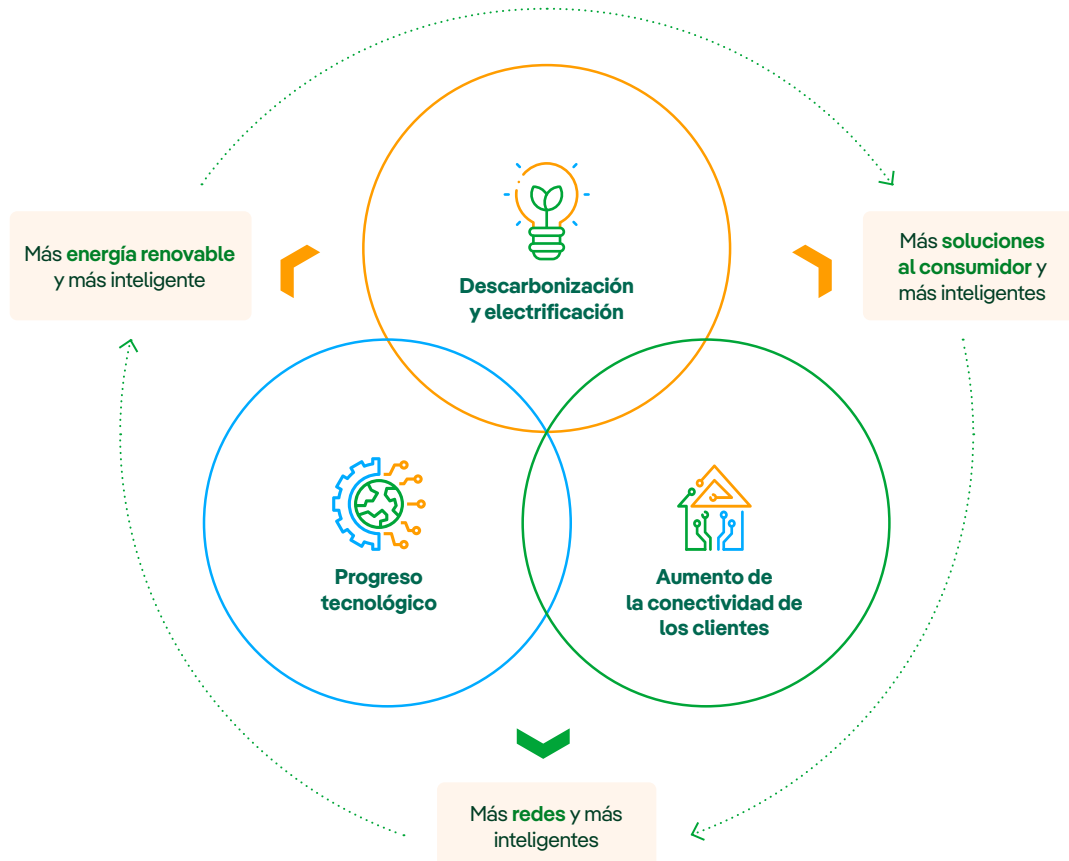 Descarbonización
y electrificación
Más energía renovable
y más inteligente
Más soluciones
al consumidor y
más inteligentes
Progreso
tecnológico
Aumento de
la conectividad de
los clientes
Más redes y más
inteligentes